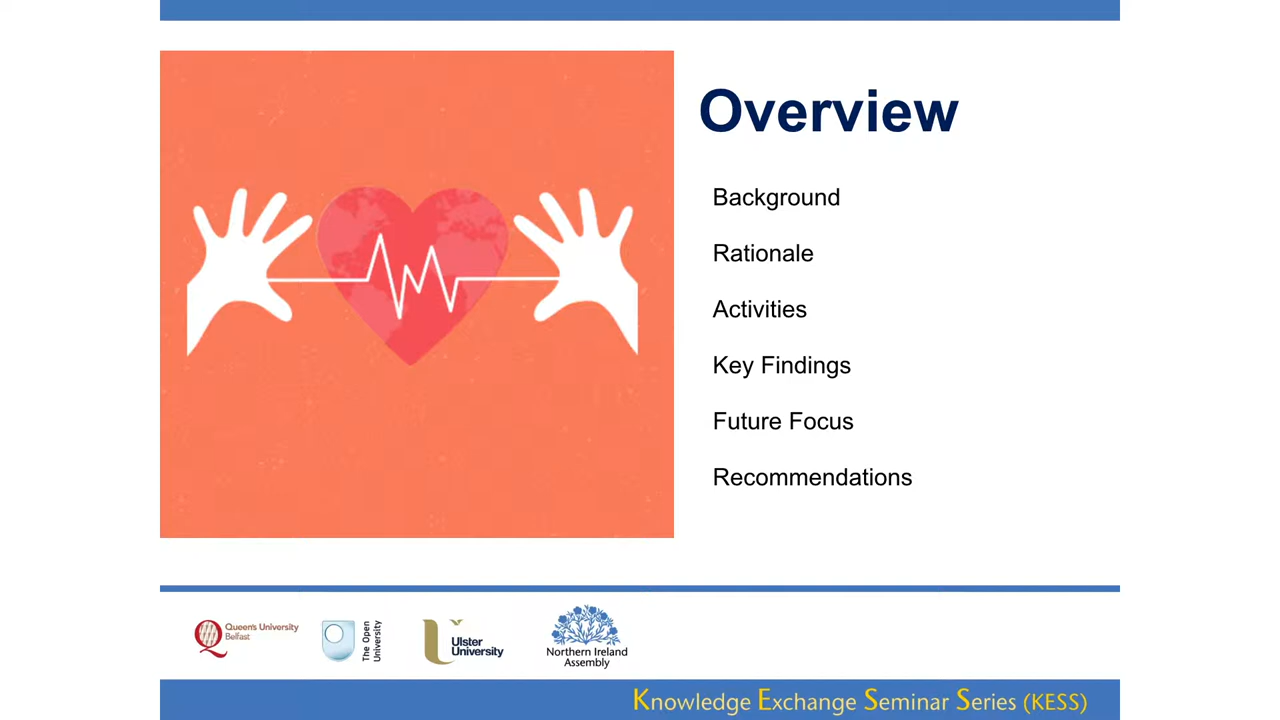 Overview
Background
Rationale
Activities
Key Findings
Future Focus
Recommendations
Queen's University
Belfast
The Open
University
Ulster
University
Northern Ireland
Assembly
Knowledge Exchange Seminar Series (KESS)